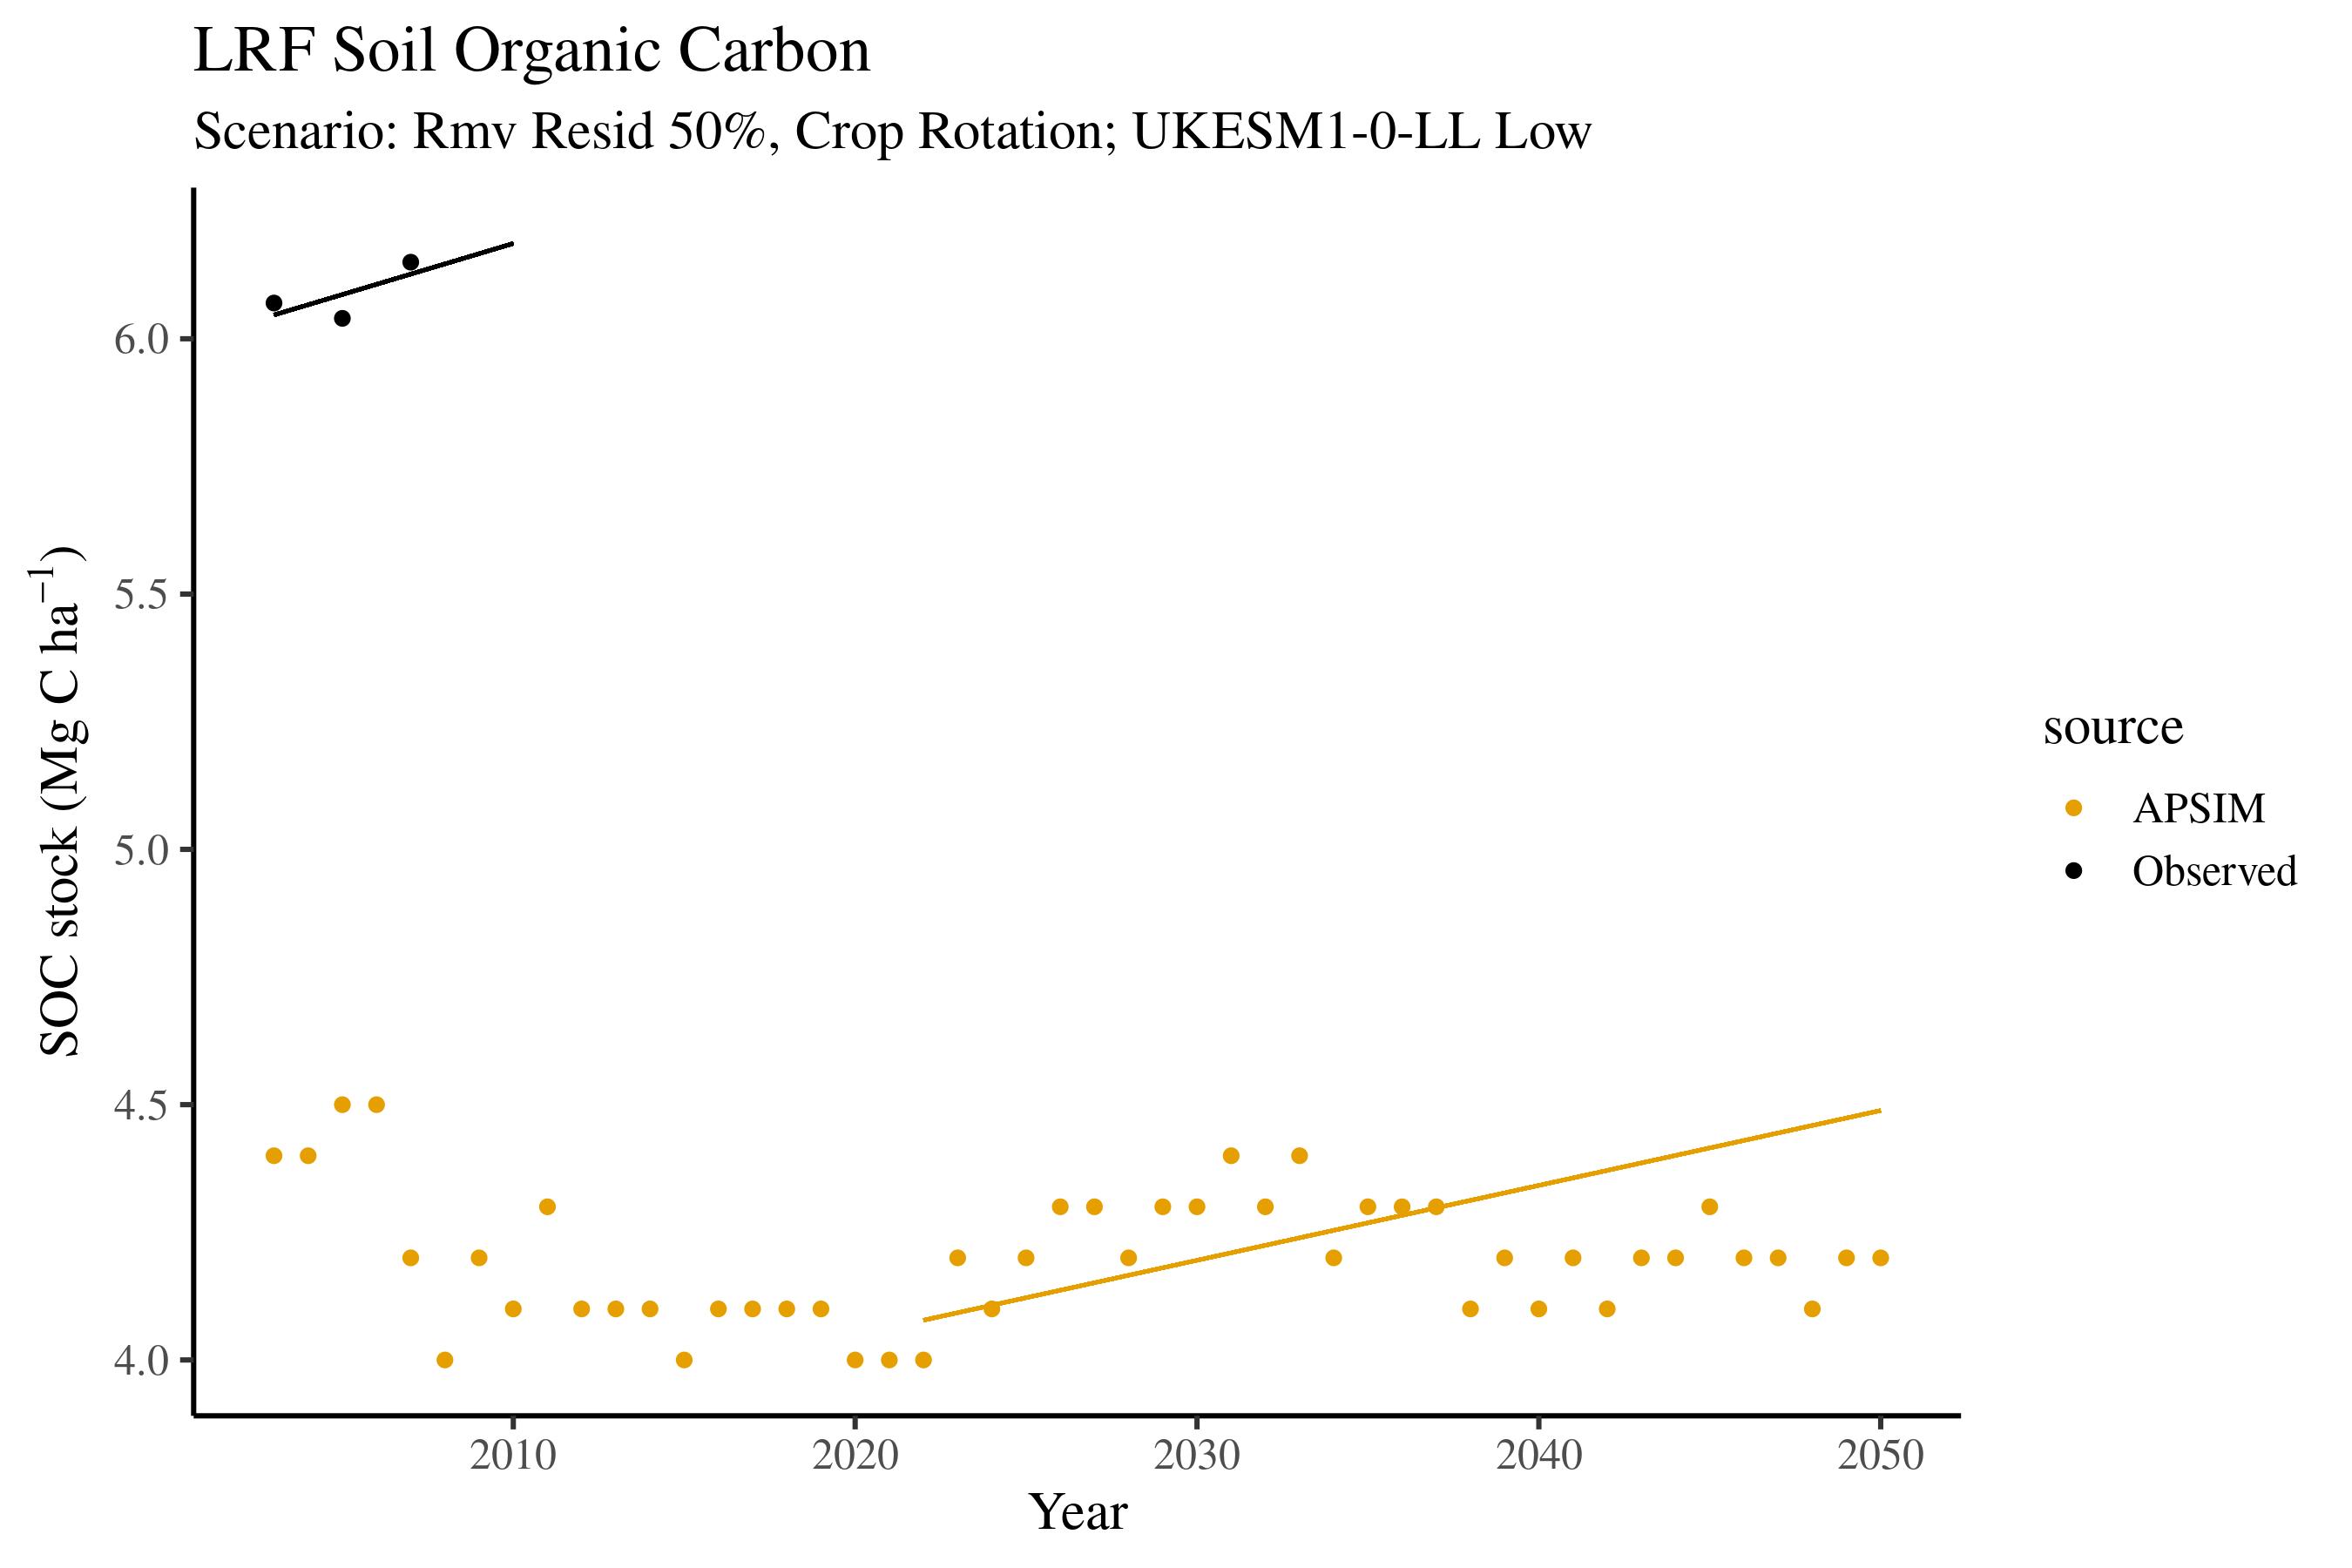 LRF Soil Organic Carbon
Scenario: Rmv Resid 50%, Crop Rotation; UKESM1-0-LL Low
SOC stock (Mg C ha⁻¹)
6.0
5.5
5.0
4.5
4.0
2010 2020 2030 2040 2050
Year
source
APSIM
Observed